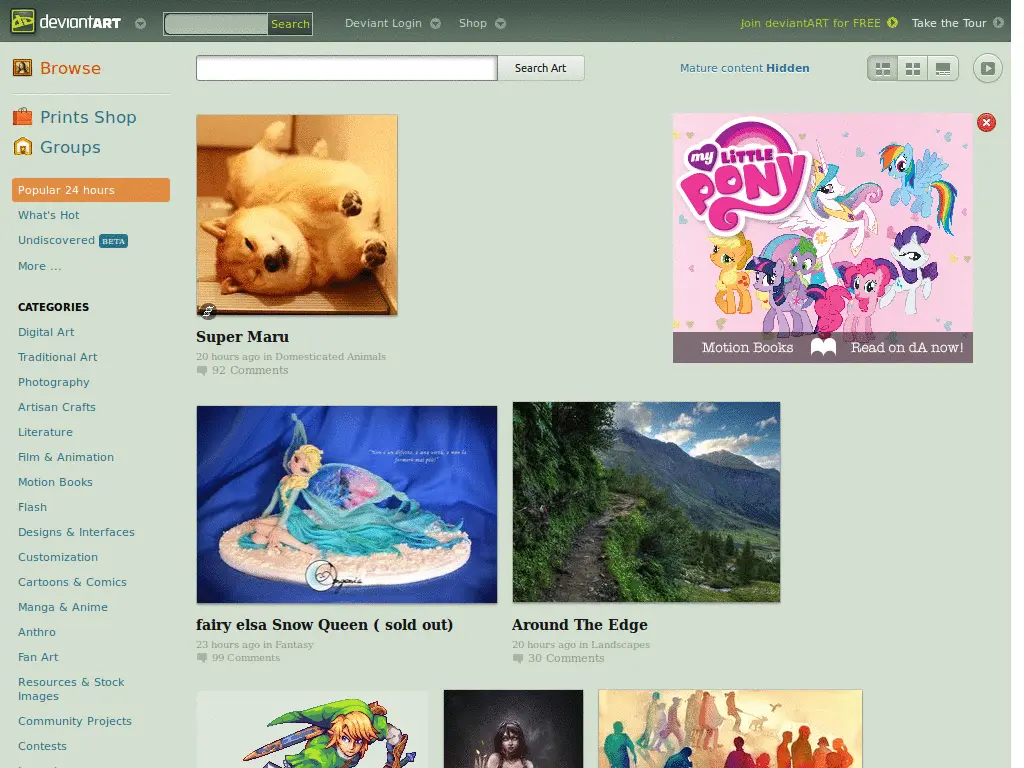 deviantART
Search
Deviant Login
Shop
Join deviantART for FREE
Take the Tour
Browse
Search Art
Mature content Hidden
Prints Shop
Groups
Popular 24 hours
What's Hot
Undiscovered BETA
More ...
CATEGORIES
Digital Art
Traditional Art
Photography
Artisan Crafts
Literature
Film & Animation
Motion Books
Flash
Designs & Interfaces
Customization
Cartoons & Comics
Manga & Anime
Anthro
Fan Art
Resources & Stock
Images
Community Projects
Contests
my LITTLE
PONY
Motion Books
Read on dA now!
Super Maru
20 hours ago in Domesticated Animals
92 Comments
fairy elsa Snow Queen ( sold out)
23 hours ago in Fantasy
99 Comments
Around The Edge
20 hours ago in Landscapes
30 Comments